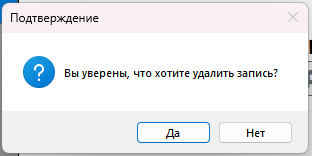 Подтверждение
Вы уверены, что хотите удалить запись?
Да
Нет